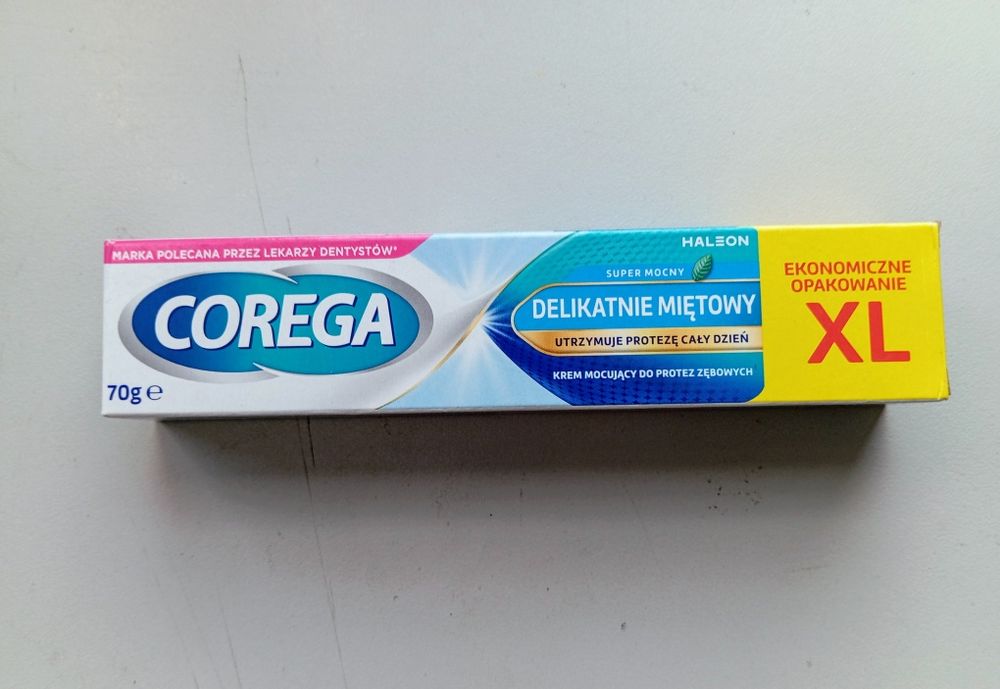 MARKA POLECANA PRZEZ LEKARZY DENTYSTÓW*
COREGA
70g ℮
HALEON
SUPER MOCNY
DELIKATNIE MIĘTOWY
UTRZYMUJE PROTEZĘ CAŁY DZIEŃ
KREM MOCUJĄCY DO PROTEZ ZĘBOWYCH
EKONOMICZNE
OPAKOWANIE
XL